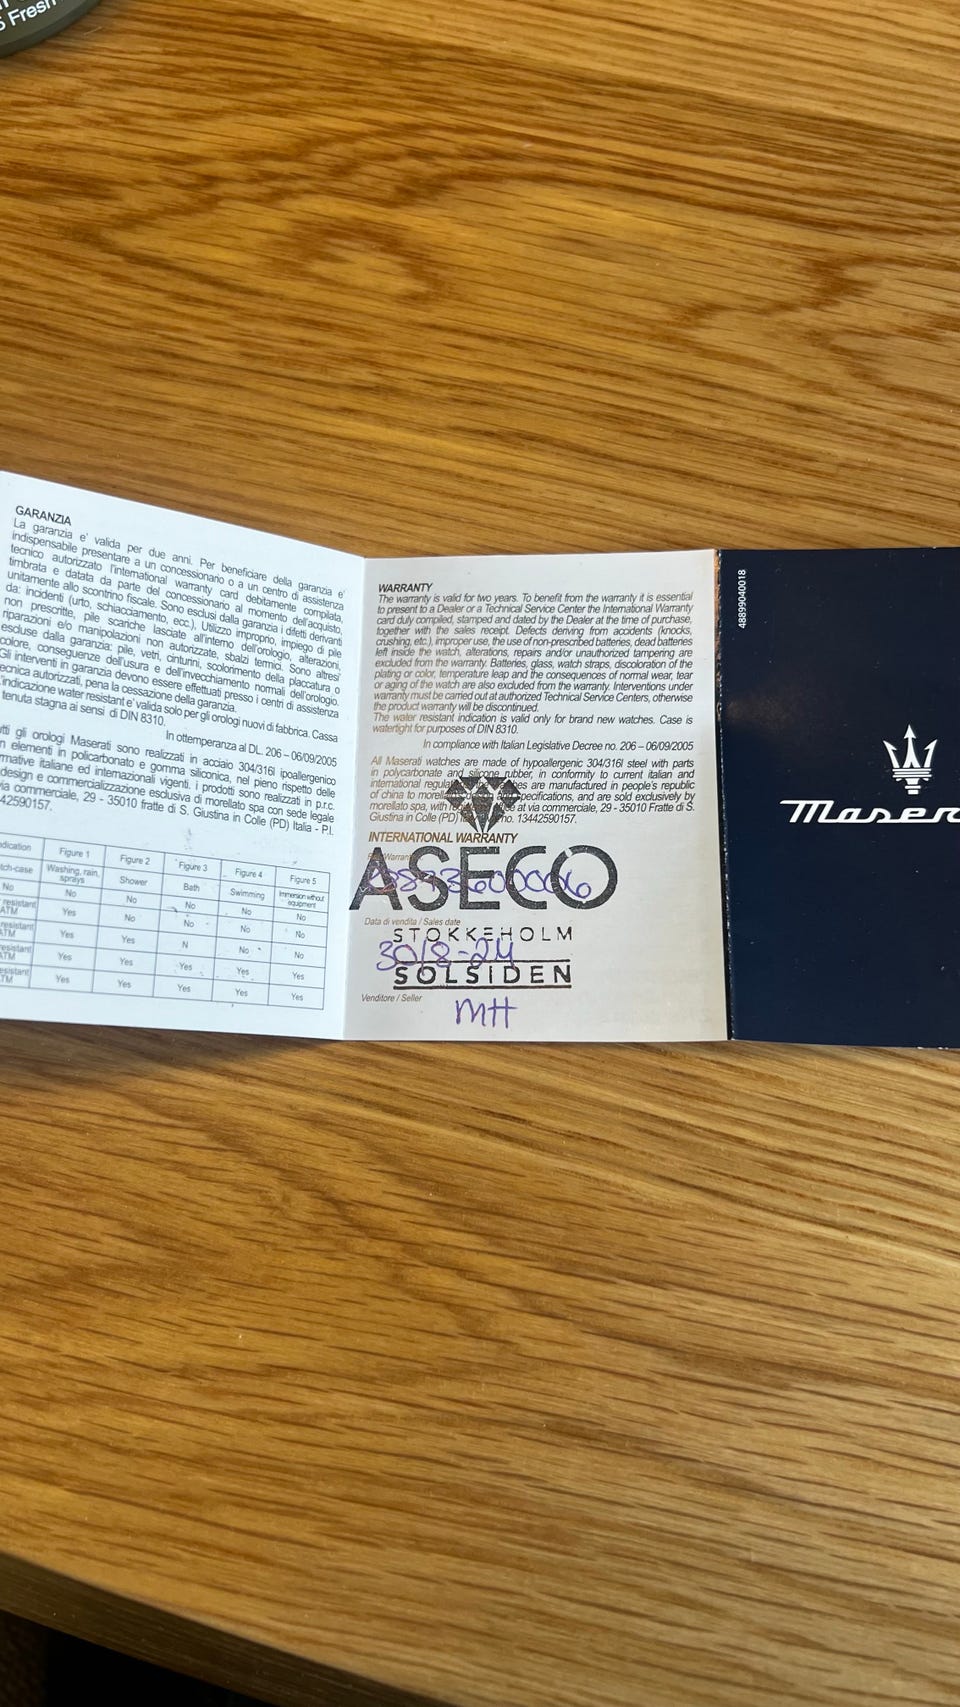 Fresh
GARANZIA
La garanzia e' valida per due anni. Per beneficiare della garanzia e'
indispensabile presentare a un concessionario o a un centro di assistenza
tecnico autorizzato l'international warranty card debitamente compilata,
timbrata e datata da parte del concessionario al momento dell'acquisto,
unitamente allo scontrino fiscale. Sono esclusi dalla garanzia i difetti derivanti
da: incidenti (urto, schiacciamento, ecc.), Utilizzo improprio, impiego di pile
non prescritte, pile scariche lasciate all'interno dell'orologio, alterazioni,
riparazioni e/o manipolazioni non autorizzate, sbalzi termici. Sono altresi'
escluse dalla garanzia: pile, vetri, cinturini, scolorimento della placcatura o
colore, conseguenze dell'usura e dell'invecchiamento normali dell'orologio.
Gli interventi in garanzia devono essere effettuati presso i centri di assistenza
tecnica autorizzati, pena la cessazione della garanzia.
L'indicazione water resistant e' valida solo per gli orologi nuovi di fabbrica. Cassa
tenuta stagna ai sensi di DIN 8310.
In ottemperanza al DL. 206 – 06/09/2005
tti gli orologi Maserati sono realizzati in acciaio 304/316l ipoallergenico
n elementi in policarbonato e gomma siliconica, nel pieno rispetto delle
rmative italiane ed internazionali vigenti. i prodotti sono realizzati in p.r.c.
design e commercializzazione esclusiva di morellato spa con sede legale
via commerciale, 29 - 35010 fratte di S. Giustina in Colle (PD) Italia - P.I.
42590157.
dication Figure 1 Figure 2 Figure 3 Figure 4 Figure 5
tch-case Washing, rain, sprays Shower Bath Swimming Immersion without equipment
No No No No No No
resistant ATM Yes No No No No
resistant ATM Yes Yes N No No
esistant ATM Yes Yes Yes Yes Yes
esistant TM Yes Yes Yes Yes Yes
WARRANTY
The warranty is valid for two years. To benefit from the warranty it is essential
to present to a Dealer or a Technical Service Center the International Warranty
card duly compiled, stamped and dated by the Dealer at the time of purchase,
together with the sales receipt. Defects deriving from accidents (knocks,
crushing, etc.), improper use, the use of non-prescribed batteries, dead batteries
left inside the watch, alterations, repairs and/or unauthorized tampering are
excluded from the warranty. Batteries, glass, watch straps, discoloration of the
plating or color, temperature leap and the consequences of normal wear, tear
or aging of the watch are also excluded from the warranty. Interventions under
warranty must be carried out at authorized Technical Service Centers, otherwise
the product warranty will be discontinued.
The water resistant indication is valid only for brand new watches. Case is
watertight for purposes of DIN 8310.
In compliance with Italian Legislative Decree no. 206 – 06/09/2005
All Maserati watches are made of hypoallergenic 304/316l steel with parts
in polycarbonate and silicone rubber, in conformity to current italian and
international are manufactured in people's republic
of china to specifications, and are sold exclusively by
morellato spa, with at via commerciale, 29 - 35010 Fratte di S.
Giustina in Colle (PD) no. 13442590157.
INTERNATIONAL WARRANTY
Warranty
ASECO
Data di vendita / Sales date
STOKKEHOLM
30/8-24
SOLSIDEN
Venditore / Seller
MH
48899040018
Maser